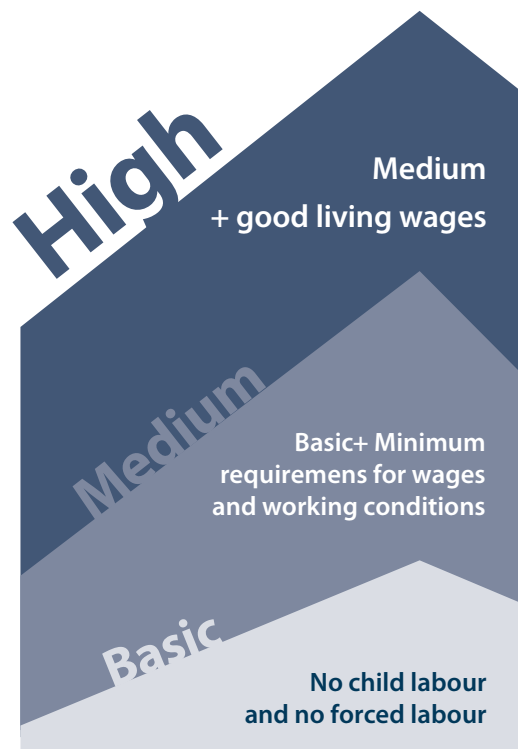 High
Medium
+ good living wages
Medium
Basic+ Minimum
requiremens for wages
and working conditions
Basic
No child labour
and no forced labour